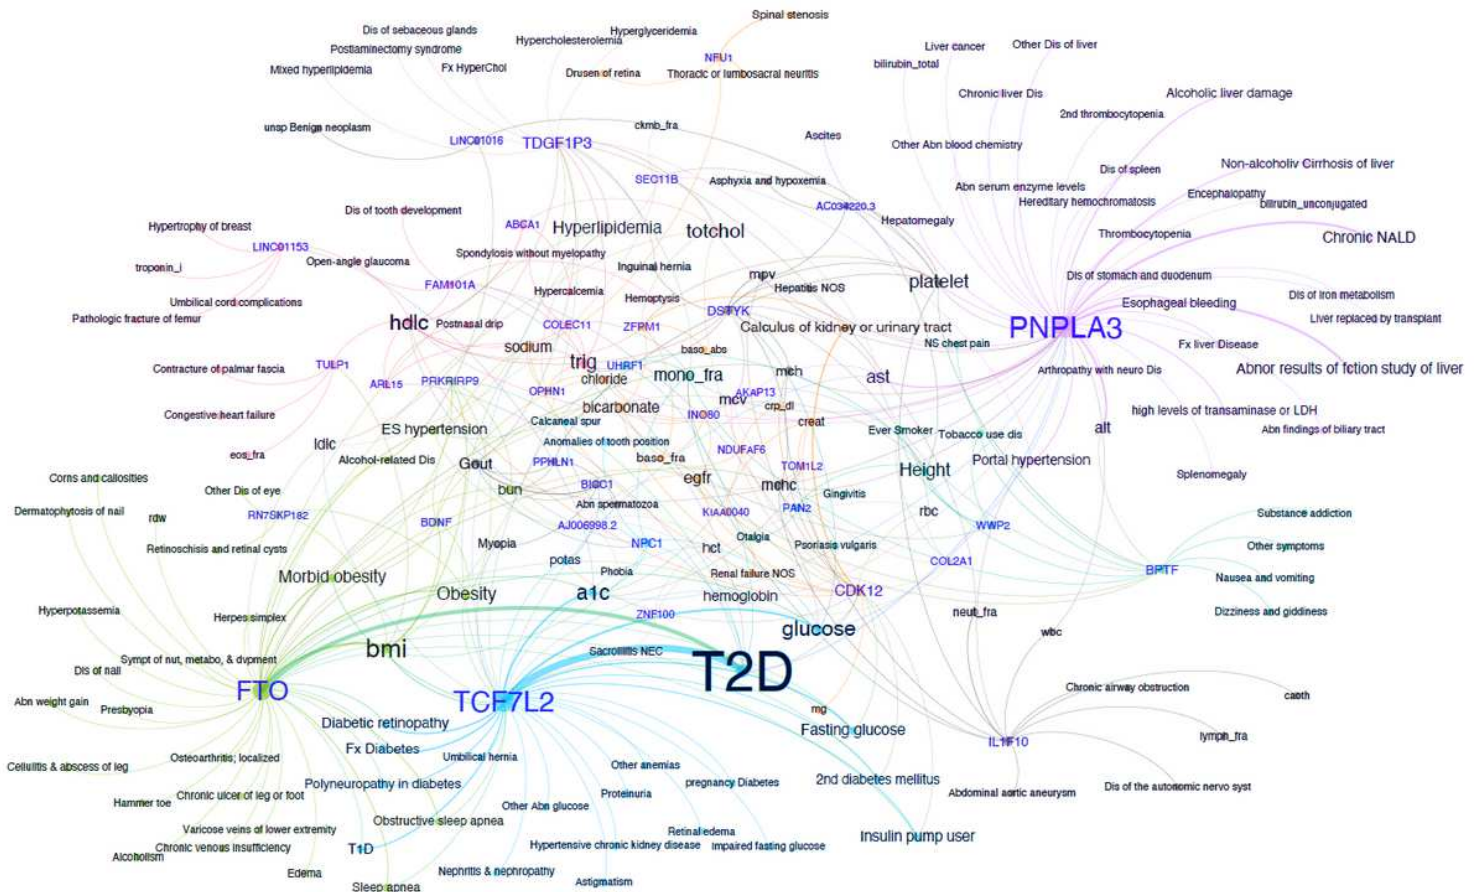 Spinal stenosis
Dis of sebaceous glands
Hyperglyceridemia
Postlaminectomy syndrome
Hypercholesterolemia
Liver cancer
Other Dis of liver
NFU1
bilirubin_total
Mixed hyperlipidemia
Fx HyperChol
Drusen of retina
Thoracic or lumbosacral neuritis
Chronic liver Dis
Alcoholic liver damage
2nd thrombocytopenia
unsp Benign neoplasm
ckmb_fra
LINC01016
TDGF1P3
Ascites
Other Abn blood chemistry
Non-alcoholiv Cirrhosis of liver
Dis of spleen
SEC11B
Asphyxia and hypoxemia
Abn serum enzyme levels
Encephalopathy
Hereditary hemochromatosis
bilirubin_unconjugated
AC034220.3
Dis of tooth development
Hepatomegaly
Hypertrophy of breast
ABCA1
Hyperlipidemia
totchol
Thrombocytopenia
Chronic NALD
LINC01153
Spondylosis without myelopathy
Open-angle glaucoma
troponin_i
Inguinal hernia
mpv
Dis of stomach and duodenum
FAM101A
Hypercalcemia
Hepatitis NOS
platelet
Umbilical cord complications
Hemoptysis
Esophageal bleeding
Dis of iron metabolism
DSTYK
Pathologic fracture of femur
hdlc
Postnasal drip
COLEC11
ZFPM1
Calculus of kidney or urinary tract
PNPLA3
Liver replaced by transplant
NS chest pain
Fx liver Disease
sodium
baso_abs
TULP1
trig
UHRF1
Contracture of palmar fascia
chloride
mono_fra
mch
ast
Arthropathy with neuro Dis
Abnor results of fction study of liver
ARL15
PRKRIRP9
OPHN1
AKAP13
mcv
bicarbonate
crp_dl
INO80
high levels of transaminase or LDH
Congestive heart failure
Calcaneal spur
creat
alt
Abn findings of biliary tract
ES hypertension
Ever Smoker
Tobacco use dis
ldlc
Anomalies of tooth position
NDUFAF6
eosi_fra
Alcohol-related Dis
Gout
PPHLN1
baso_fra
TOM1L2
Portal hypertension
Height
Corns and callosities
egfr
mchc
Splenomegaly
BICC1
Other Dis of eye
bun
Gingivitis
Abn spermatozoa
Dermatophytosis of nail
rdw
RN7SKP182
BDNF
KIAA0040
PAN2
rbc
Substance addiction
AJ006998.2
WWP2
Retinoschisis and retinal cysts
Myopia
NPC1
hct
Otalgia
Psoriasis vulgaris
Other symptoms
potas
COL2A1
BPTF
Morbid obesity
Phobia
Renal failure NOS
Nausea and vomiting
Obesity
a1c
hemoglobin
CDK12
Hyperpotassemia
Herpes simplex
ZNF100
neut_fra
Dizziness and giddiness
glucose
wbc
bmi
Sacroiliitis NEC
Sympt of nut, metabo, & dvpment
Dis of nail
T2D
FTO
TCF7L2
Chronic airway obstruction
caoth
Abn weight gain
Presbyopia
mg
Diabetic retinopathy
Fasting glucose
lymph_fra
IL1F10
Fx Diabetes
Osteoarthritis; localized
Umbilical hernia
Other anemias
Cellulitis & abscess of leg
Polyneuropathy in diabetes
pregnancy Diabetes
2nd diabetes mellitus
Dis of the autonomic nervo syst
Proteinuria
Abdominal aortic aneurysm
Hammer toe
Chronic ulcer of leg or foot
Other Abn glucose
Obstructive sleep apnea
Varicose veins of lower extremity
Retinal edema
Insulin pump user
Chronic venous insufficiency
T1D
Hypertensive chronic kidney disease
Impaired fasting glucose
Alcoholism
Edema
Nephritis & nephropathy
Sleep apnea
Astigmatism